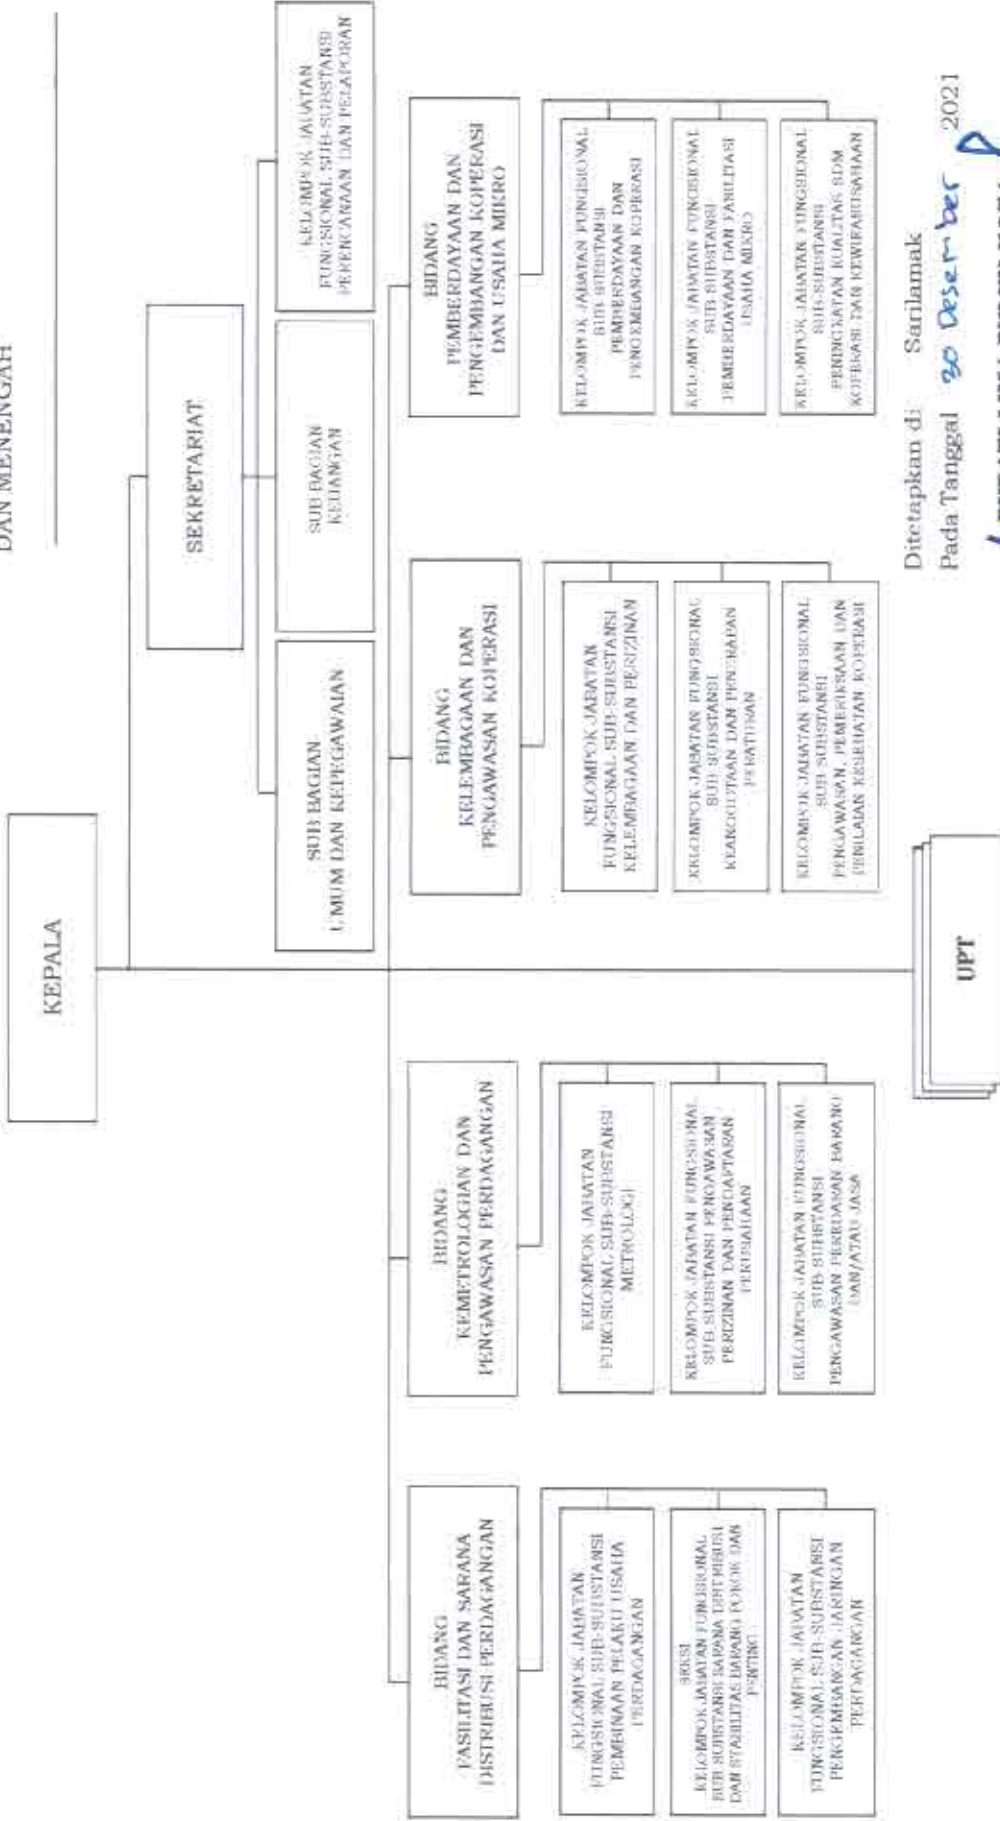 DAN MENENGAH
KEPALA
SEKRETARIAT
SUB BAGIAN
UMUM DAN KEPEGAWAIAN
SUB BAGIAN
KEUANGAN
KELOMPOK JABATAN
FUNGSIONAL SUB-SUBSTANSI
PERENCANAAN DAN PELAPORAN
BIDANG
FASILITASI DAN SARANA
DISTRIBUSI PERDAGANGAN
BIDANG
KEMETROLOGIAN DAN
PENGAWASAN PERDAGANGAN
BIDANG
KELEMBAGAAN DAN
PENGAWASAN KOPERASI
BIDANG
PEMBERDAYAAN DAN
PENGEMBANGAN KOPERASI
DAN USAHA MIKRO
KELOMPOK JABATAN
FUNGSIONAL SUB-SUBSTANSI
PEMBINAAN PELAKU USAHA
PERDAGANGAN
SEKSI
KELOMPOK JABATAN FUNGSIONAL
SUB SUBSTANSI SARANA DISTRIBUSI
DAN STABILITAS BARANG POKOK DAN
PENTING
KELOMPOK JABATAN
FUNGSIONAL SUB-SUBSTANSI
PENGEMBANGAN JARINGAN
PERDAGANGAN
KELOMPOK JABATAN
FUNGSIONAL SUB-SUBSTANSI
METROLOGI
KELOMPOK JABATAN FUNGSIONAL
SUB SUBSTANSI PENGAWASAN
PERIZINAN DAN PENDAFTARAN
PERUSAHAAN
KELOMPOK JABATAN FUNGSIONAL
SUB SUBSTANSI
PENGAWASAN PEREDARAN BARANG
DAN/ATAU JASA
KELOMPOK JABATAN
FUNGSIONAL SUB-SUBSTANSI
KELEMBAGAAN DAN PERIZINAN
KELOMPOK JABATAN FUNGSIONAL
SUB SUBSTANSI
KEANGGOTAAN DAN PENERAPAN
PERATURAN
KELOMPOK JABATAN FUNGSIONAL
SUB SUBSTANSI
PENGAWASAN, PEMERIKSAAN DAN
PENILAIAN KESEHATAN KOPERASI
KELOMPOK JABATAN FUNGSIONAL
SUB SUBSTANSI
PEMBERDAYAAN DAN
PENGEMBANGAN KOPERASI
KELOMPOK JABATAN FUNGSIONAL
SUB SUBSTANSI
PEMBERDAYAAN DAN FASILITASI
USAHA MIKRO
KELOMPOK JABATAN FUNGSIONAL
SUB-SUBSTANSI
PENINGKATAN KUALITAS SDM
KOPERASI DAN KEWIRAUSAHAAN
UPT
Ditetapkan di Sarilamak
Pada Tanggal 30 Desember 2021